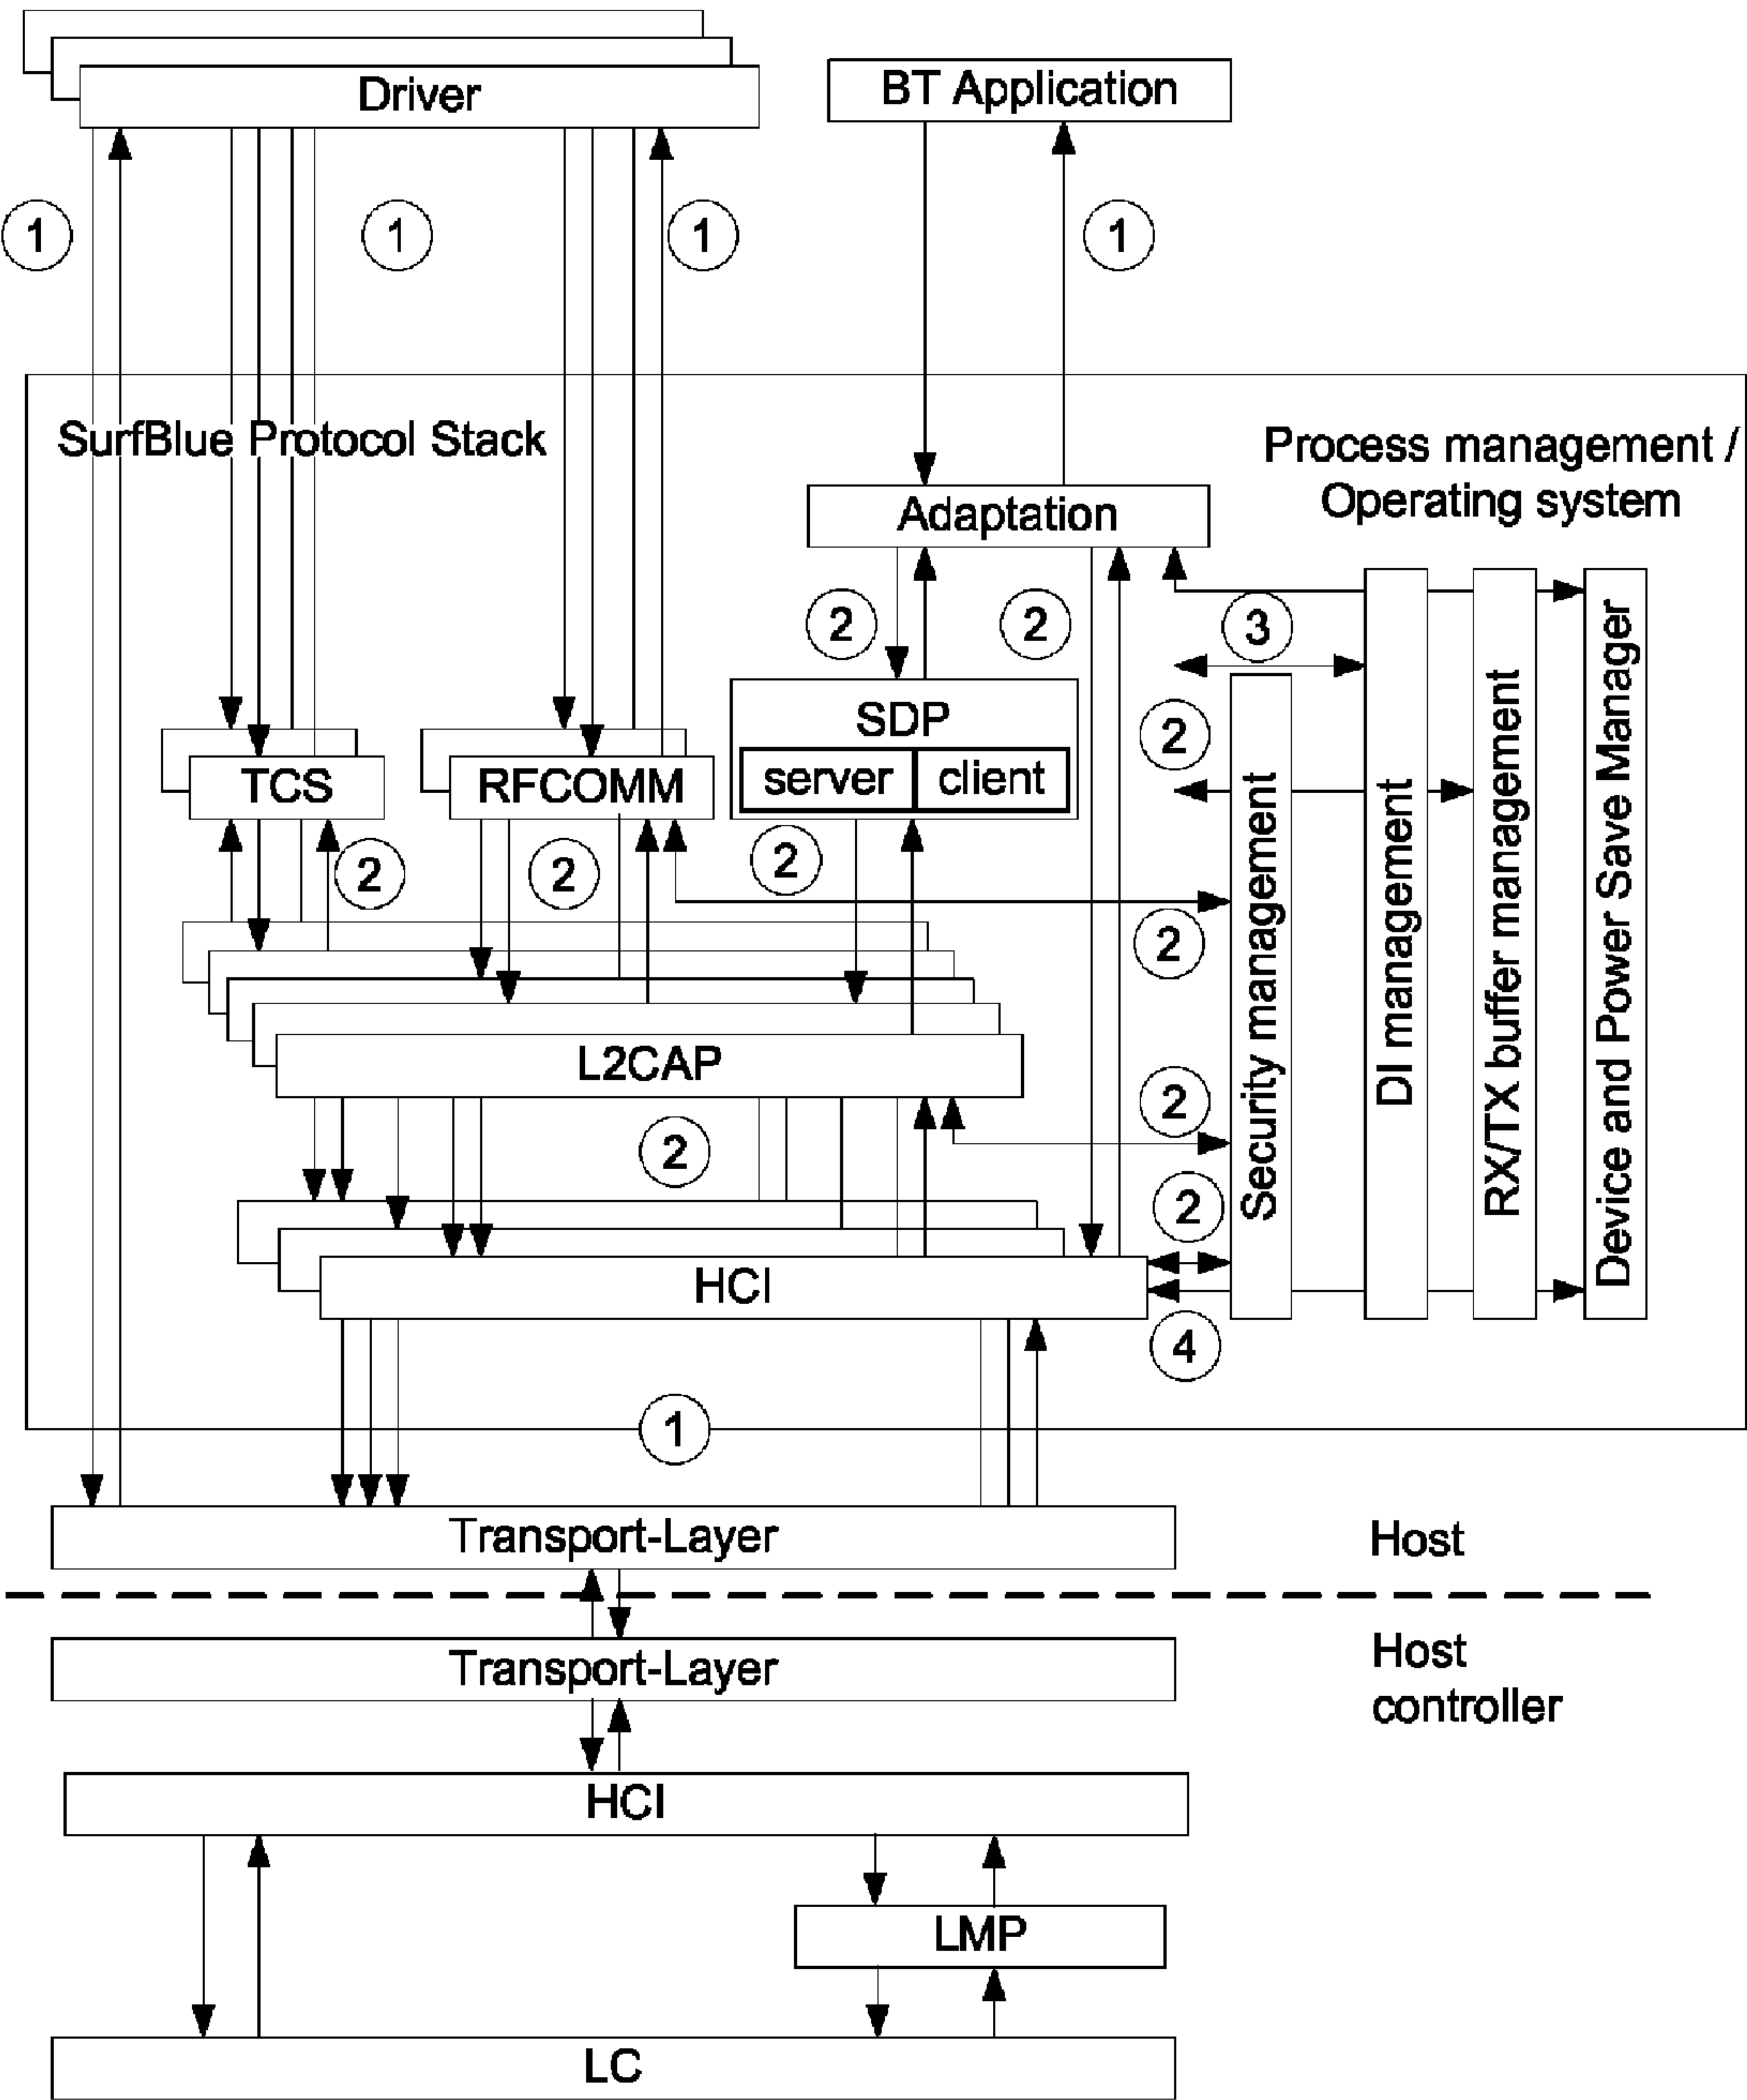 Driver
BT Application
1
1
1
1
SurfBlue Protocol Stack
Process management /
Operating system
Adaptation
2
2
3
SDP
server
client
2
TCS
RFCOMM
2
2
2
2
L2CAP
2
2
2
HCI
4
Security management
DI management
RX/TX buffer management
Device and Power Save Manager
1
Transport-Layer
Host
Transport-Layer
Host
controller
HCI
LMP
LC